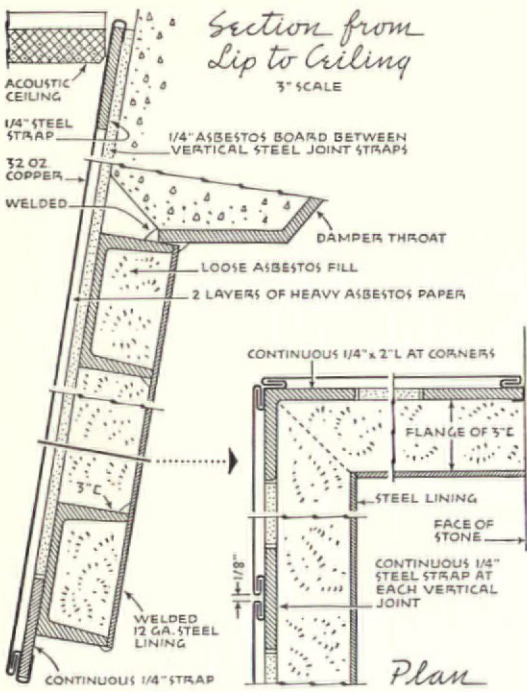 Section from
Lip to Ceiling
3" SCALE
ACOUSTIC
CEILING
1/4" STEEL
STRAP
1/4" ASBESTOS BOARD BETWEEN
VERTICAL STEEL JOINT STRAPS
32 OZ.
COPPER
WELDED
DAMPER THROAT
LOOSE ASBESTOS FILL
2 LAYERS OF HEAVY ASBESTOS PAPER
CONTINUOUS 1/4" x 2" L AT CORNERS
FLANGE OF 3" C
3" C
STEEL LINING
FACE OF
STONE
1/8"
CONTINUOUS 1/4"
STEEL STRAP AT
EACH VERTICAL
JOINT
WELDED
12 GA. STEEL
LINING
CONTINUOUS 1/4" STRAP
Plan